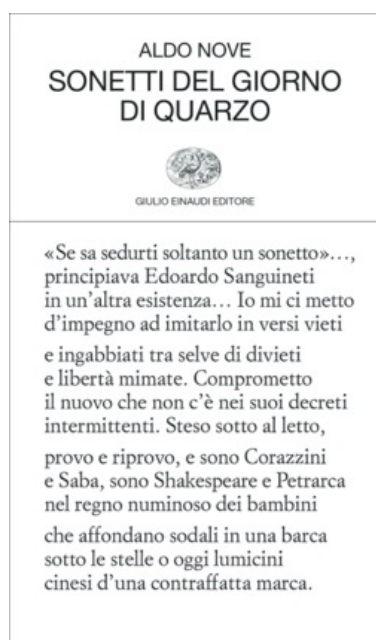 ALDO NOVE
SONETTI DEL GIORNO
DI QUARZO
GIULIO EINAUDI EDITORE
«Se sa sedurti soltanto un sonetto»…,
principiava Edoardo Sanguineti
in un’altra esistenza… Io mi ci metto
d’impegno ad imitarlo in versi vieti
e ingabbiati tra selve di divieti
e libertà mimate. Comprometto
il nuovo che non c’è nei suoi decreti
intermittenti. Steso sotto al letto,
provo e riprovo, e sono Corazzini
e Saba, sono Shakespeare e Petrarca
nel regno numinoso dei bambini
che affondano sodali in una barca
sotto le stelle o oggi lumicini
cinesi d’una contraffatta marca.